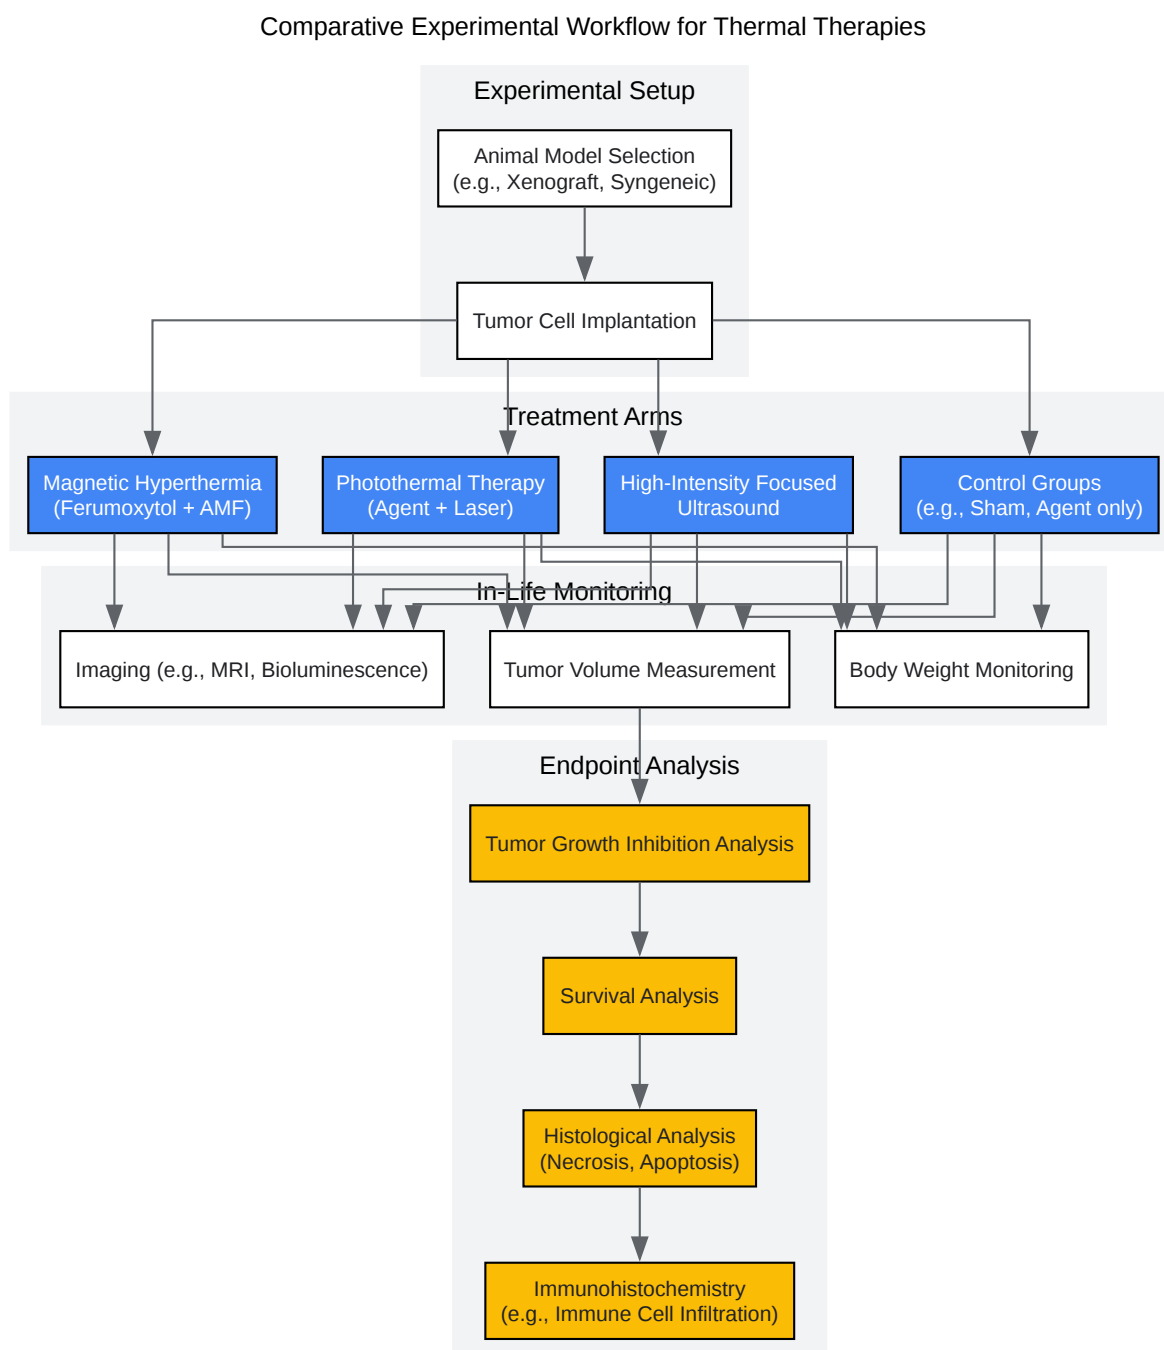 Comparative Experimental Workflow for Thermal Therapies
Experimental Setup
Animal Model Selection
(e.g., Xenograft, Syngeneic)
Tumor Cell Implantation
Treatment Arms
Magnetic Hyperthermia
(Ferumoxytol + AMF)
Photothermal Therapy
(Agent + Laser)
High-Intensity Focused
Ultrasound
Control Groups
(e.g., Sham, Agent only)
In-Life Monitoring
Imaging (e.g., MRI, Bioluminescence)
Tumor Volume Measurement
Body Weight Monitoring
Endpoint Analysis
Tumor Growth Inhibition Analysis
Survival Analysis
Histological Analysis
(Necrosis, Apoptosis)
Immunohistochemistry
(e.g., Immune Cell Infiltration)